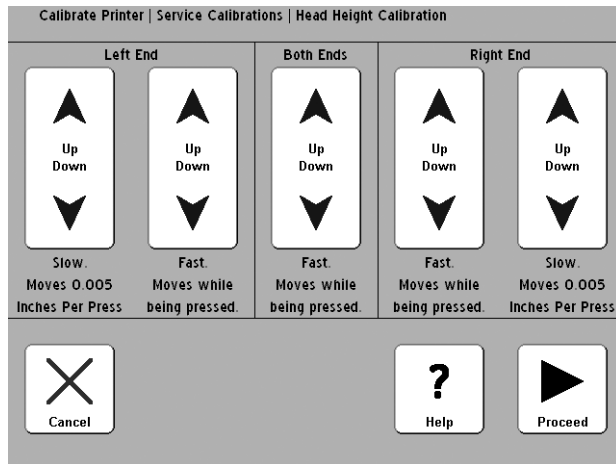 Calibrate Printer | Service Calibrations | Head Height Calibration
Left End
Both Ends
Right End
Up
Down
Up
Down
Up
Down
Up
Down
Up
Down
Slow.
Moves 0.005
Inches Per Press
Fast.
Moves while
being pressed.
Fast.
Moves while
being pressed.
Fast.
Moves while
being pressed.
Slow.
Moves 0.005
Inches Per Press
Cancel
?
Help
Proceed